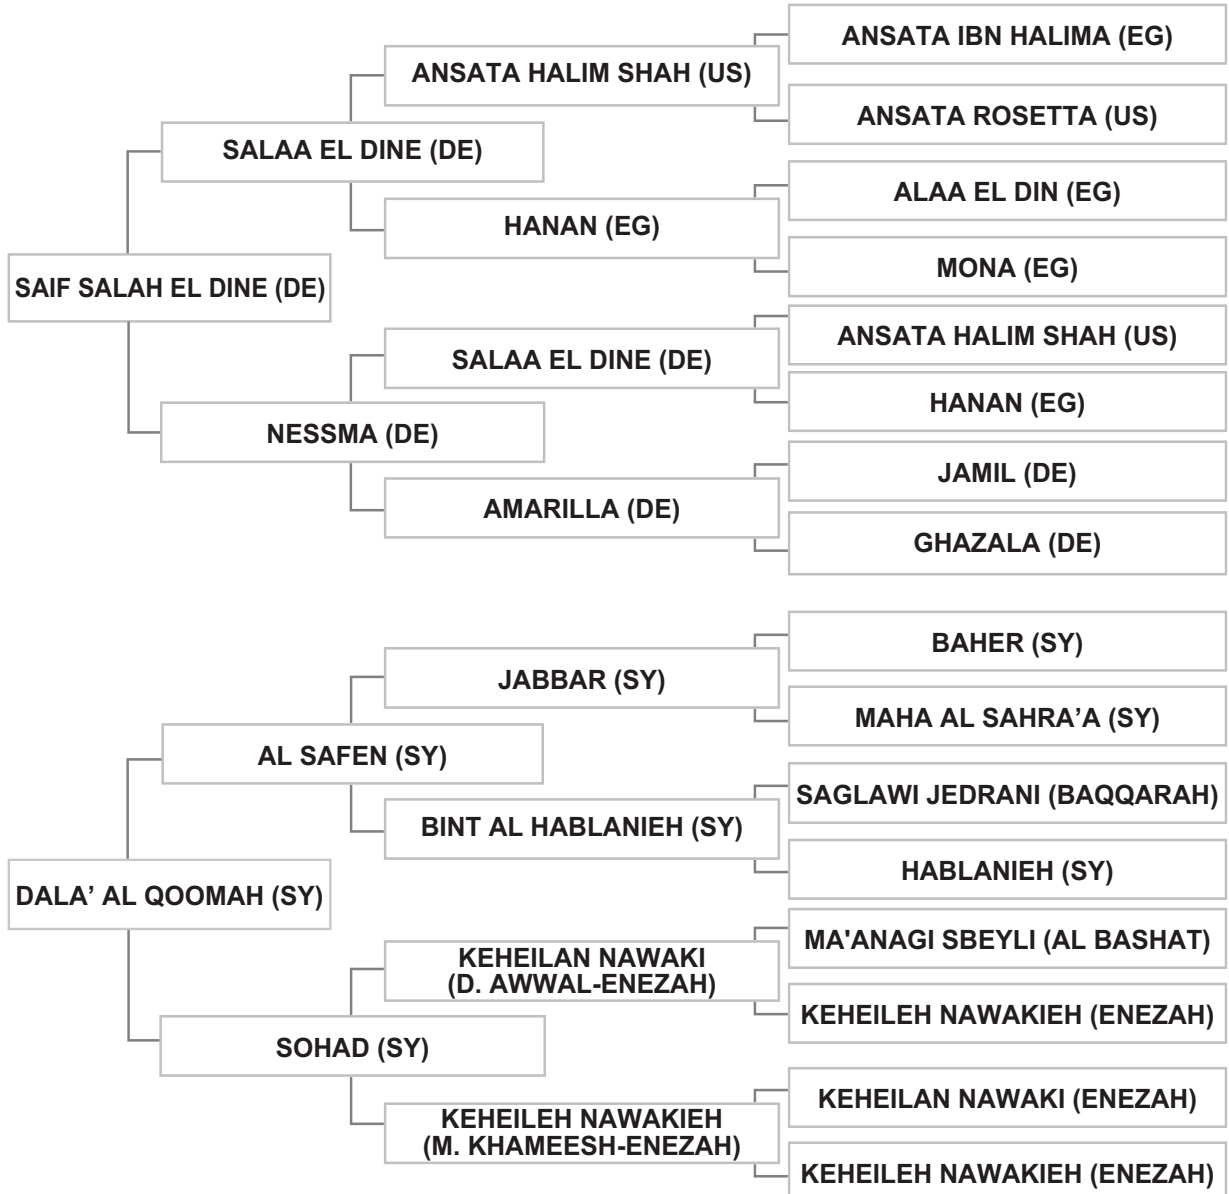 ANSATA IBN HALIMA (EG)
ANSATA HALIM SHAH (US)
ANSATA ROSETTA (US)
SALAA EL DINE (DE)
ALAA EL DIN (EG)
HANAN (EG)
MONA (EG)
SAIF SALAH EL DINE (DE)
ANSATA HALIM SHAH (US)
SALAA EL DINE (DE)
HANAN (EG)
NESSMA (DE)
JAMIL (DE)
AMARILLA (DE)
GHAZALA (DE)
BAHER (SY)
JABBAR (SY)
MAHA AL SAHRA’A (SY)
AL SAFEN (SY)
SAGLAWI JEDRANI (BAQQARAH)
BINT AL HABLANIEH (SY)
HABLANIEH (SY)
DALA’ AL QOOMAH (SY)
MA'ANAGI SBEYLI (AL BASHAT)
KEHEILAN NAWAKI
(D. AWWAL-ENEZAH)
KEHEILEH NAWAKIEH (ENEZAH)
SOHAD (SY)
KEHEILAN NAWAKI (ENEZAH)
KEHEILEH NAWAKIEH
(M. KHAMEESH-ENEZAH)
KEHEILEH NAWAKIEH (ENEZAH)